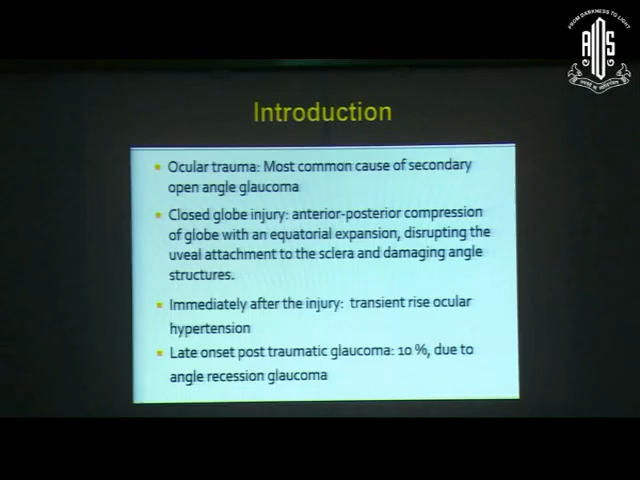 FROM DARKNESS TO LIGHT
AIOS
Introduction
Ocular trauma: Most common cause of secondary
open angle glaucoma
Closed globe injury: anterior-posterior compression
of globe with an equatorial expansion, disrupting the
uveal attachment to the sclera and damaging angle
structures.
Immediately after the injury: transient rise ocular
hypertension
Late onset post traumatic glaucoma: 10 %, due to
angle recession glaucoma